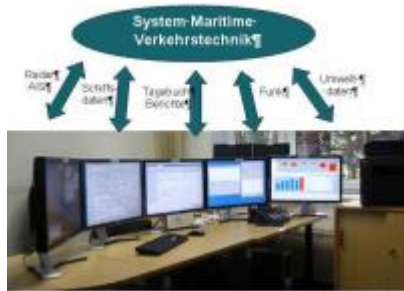 System-Maritime-
Verkehrstechnik¶
Radar¶
AIS¶
Schiffs-
daten¶
Tagebuch¶
Berichte¶
Funk¶
Umwelt-¶
daten¶